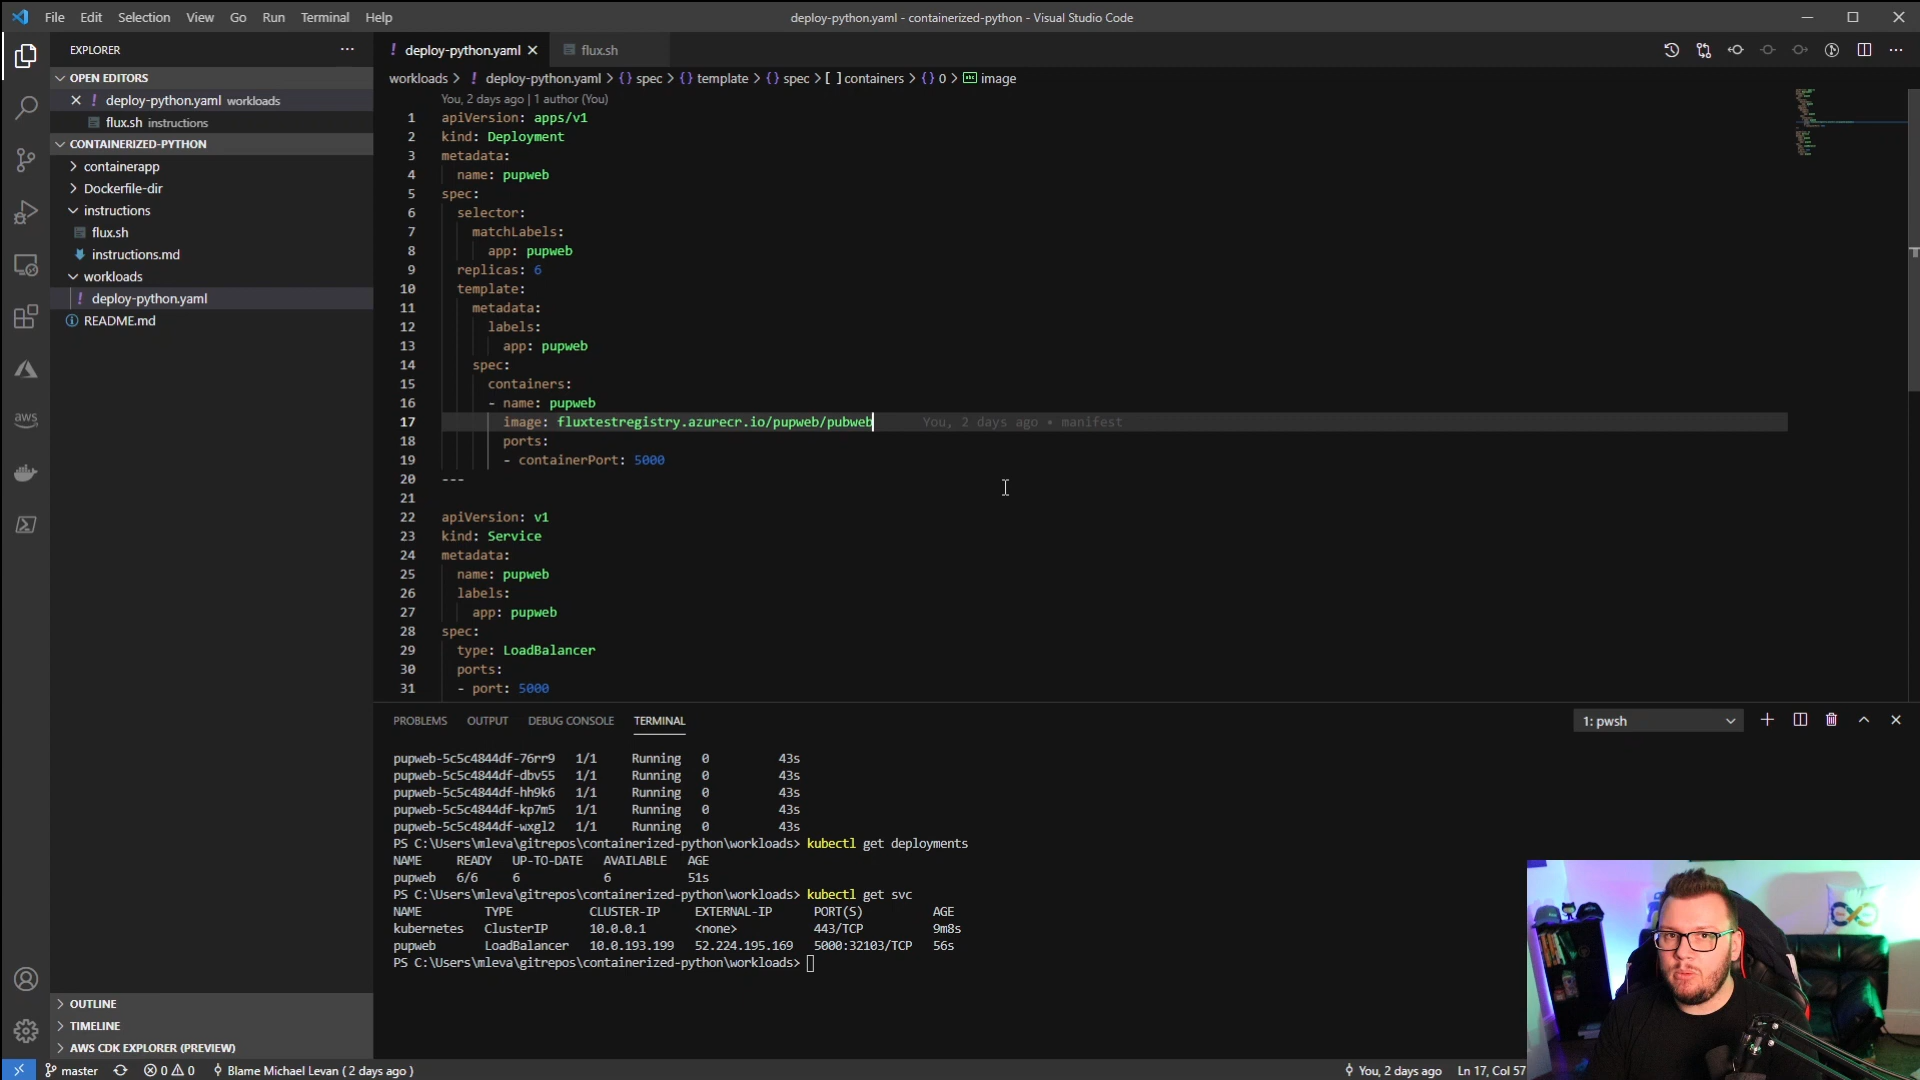 File Edit Selection View Go Run Terminal Help
deploy-python.yaml - containerized-python - Visual Studio Code
EXPLORER
OPEN EDITORS
deploy-python.yaml workloads
flux.sh instructions
CONTAINERIZED-PYTHON
containerapp
Dockerfile-dir
instructions
flux.sh
instructions.md
workloads
deploy-python.yaml
README.md
OUTLINE
TIMELINE
AWS CDK EXPLORER (PREVIEW)
aws
deploy-python.yaml
flux.sh
workloads > ! deploy-python.yaml > {} spec > {} template > {} spec > [ ] containers > {} 0 > image
You, 2 days ago | 1 author (You)
1 apiVersion: apps/v1
2 kind: Deployment
3 metadata:
4 name: pupweb
5 spec:
6 selector:
7 matchLabels:
8 app: pupweb
9 replicas: 6
10 template:
11 metadata:
12 labels:
13 app: pupweb
14 spec:
15 containers:
16 - name: pupweb
17 image: fluxtestregistry.azurecr.io/pupweb/pubweb You, 2 days ago • manifest
18 ports:
19 - containerPort: 5000
20 ---
21
22 apiVersion: v1
23 kind: Service
24 metadata:
25 name: pupweb
26 labels:
27 app: pupweb
28 spec:
29 type: LoadBalancer
30 ports:
31 - port: 5000
PROBLEMS OUTPUT DEBUG CONSOLE TERMINAL
1: pwsh
pupweb-5c5c4844df-76rr9 1/1 Running 0 43s
pupweb-5c5c4844df-dbv55 1/1 Running 0 43s
pupweb-5c5c4844df-hh9k6 1/1 Running 0 43s
pupweb-5c5c4844df-kp7m5 1/1 Running 0 43s
pupweb-5c5c4844df-wxgl2 1/1 Running 0 43s
PS C:\Users\mleva\gitrepos\containerized-python\workloads> kubectl get deployments
NAME READY UP-TO-DATE AVAILABLE AGE
pupweb 6/6 6 6 51s
PS C:\Users\mleva\gitrepos\containerized-python\workloads> kubectl get svc
NAME TYPE CLUSTER-IP EXTERNAL-IP PORT(S) AGE
kubernetes ClusterIP 10.0.0.1 <none> 443/TCP 9m8s
pupweb LoadBalancer 10.0.193.199 52.224.195.169 5000:32103/TCP 56s
PS C:\Users\mleva\gitrepos\containerized-python\workloads>
master 0 0 Blame Michael Levan ( 2 days ago )
You, 2 days ago Ln 17, Col 57